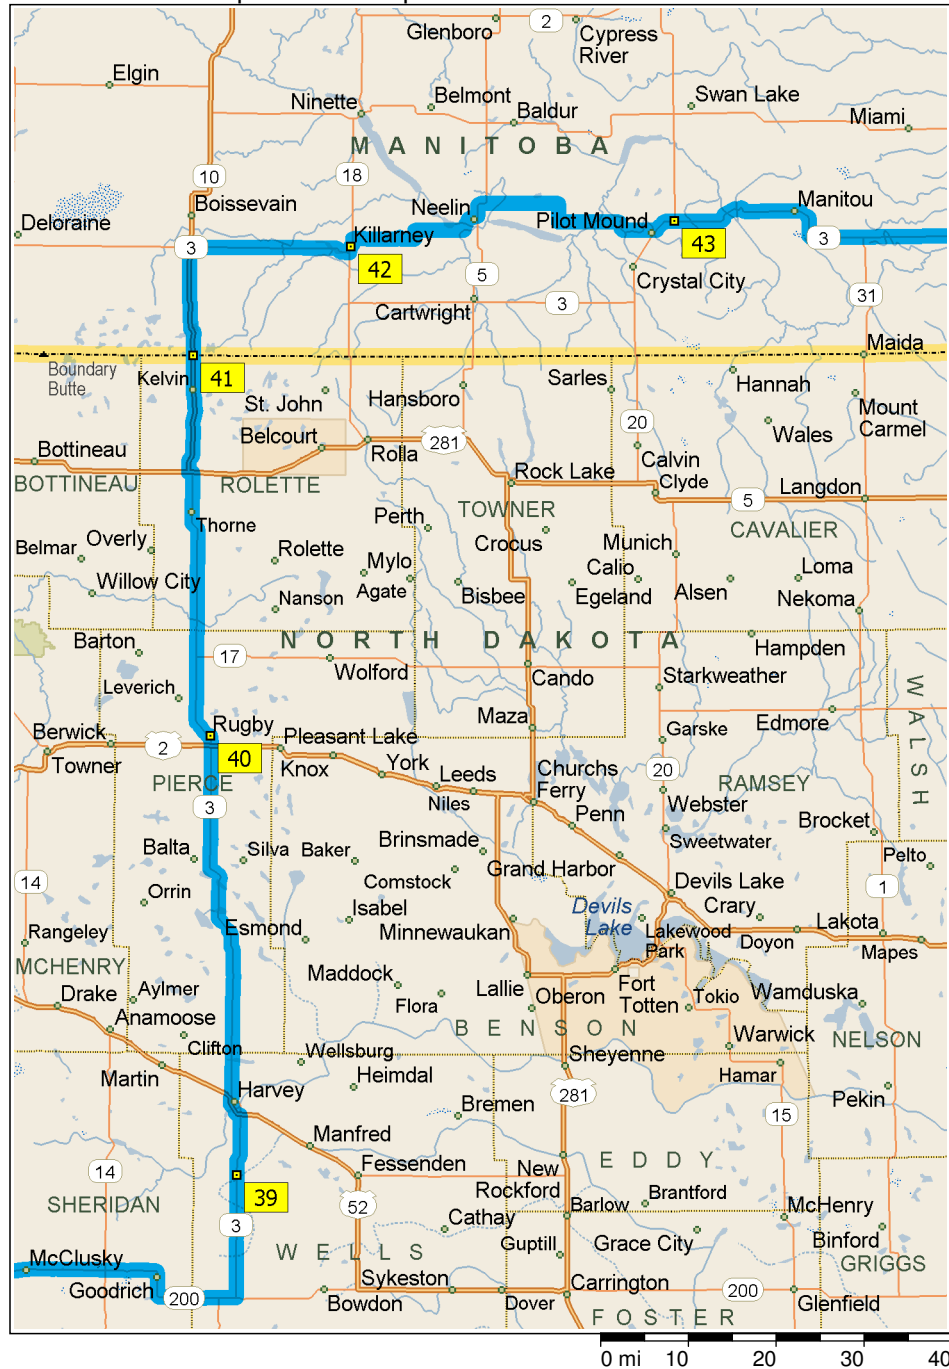 Glenboro
2
Cypress
River
Elgin
Ninette
Belmont
Baldur
Swan Lake
Miami
MANITOBA
10
18
Boissevain
Deloraine
Neelin
Pilot Mound
Manitou
3
Killarney
42
43
3
5
Crystal City
Cartwright
3
31
Maida
Boundary
Butte
Kelvin
41
St. John
Hansboro
Sarles
Hannah
Mount
Carmel
Belcourt
20
Wales
Bottineau
Rolla
281
Calvin
Rock Lake
Clyde
BOTTINEAU
ROLETTE
5
Langdon
TOWNER
Thorne
Perth
CAVALIER
Belmar
Overly
Rolette
Crocus
Munich
Mylo
Calio
Loma
Willow City
Agate
Bisbee
Egeland
Alsen
Nanson
Nekoma
Barton
NORTH DAKOTA
Hampden
17
Wolford
Cando
Starkweather
Leverich
WALSH
Maza
Edmore
Rugby
Berwick
Pleasant Lake
Garske
2
40
Towner
Knox
York
Leeds
Churchs
Ferry
20
PIERCE
RAMSEY
Niles
Webster
3
Penn
Brocket
Balta
Silva
Baker
Brinsmade
Sweetwater
Pelto
Grand Harbor
14
Comstock
Devils Lake
1
Orrin
Isabel
Devils
Lake
Crary
Rangeley
Esmond
Minnewaukan
Lakewood
Park
Lakota
Doyon
Mapes
MCHENRY
Maddock
Drake
Aylmer
Flora
Lallie
Oberon
Fort
Totten
Tokio
Wamduska
Anamoose
BENSON
Warwick
NELSON
Clifton
Wellsburg
Sheyenne
Martin
Heimdal
Hamar
Harvey
281
Bremen
15
Pekin
Manfred
EDDY
14
Fessenden
New
Rockford
39
SHERIDAN
52
Brantford
3
Barlow
McHenry
Cathay
Grace City
Binford
McClusky
WELLS
Guptill
GRIGGS
Goodrich
200
Sykeston
Carrington
200
Bowdon
Dover
Glenfield
FOSTER
0 mi 10 20 30 40